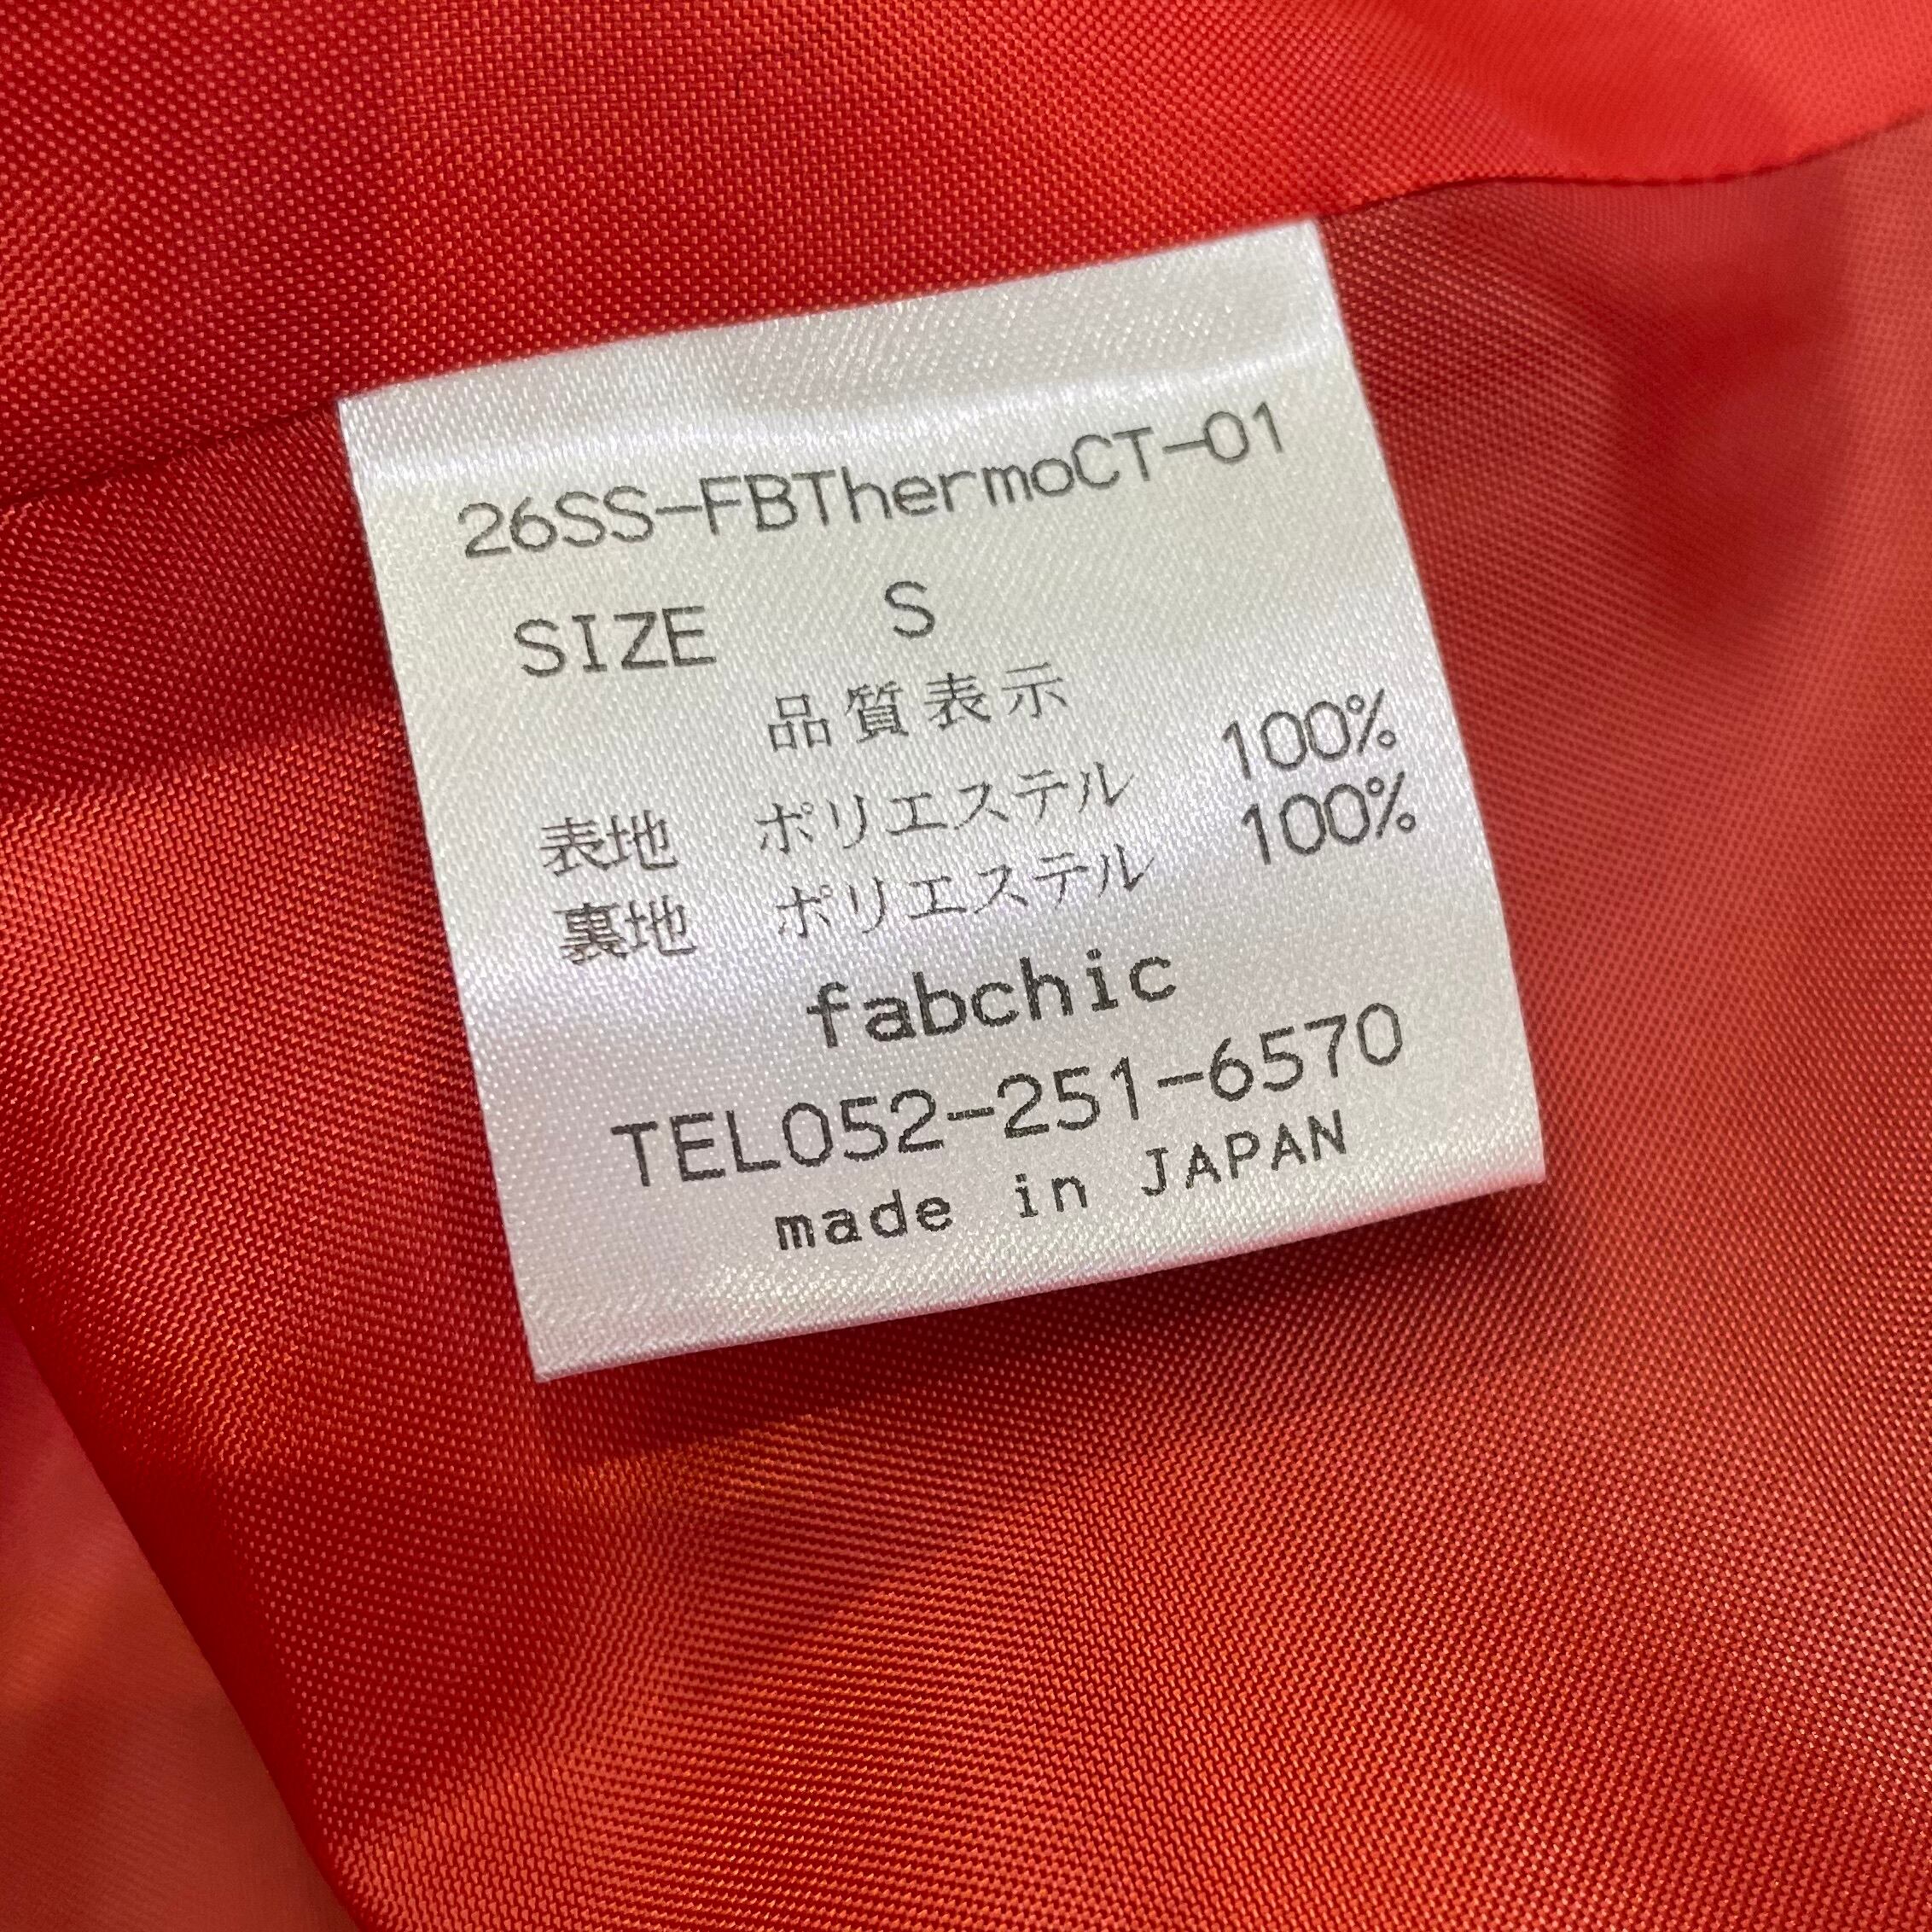 26SS-FBThermoCT-01
SIZE S
品質表示
表地 ポリエステル 100%
裏地 ポリエステル 100%
fabchic
TEL052-251-6570
made in JAPAN